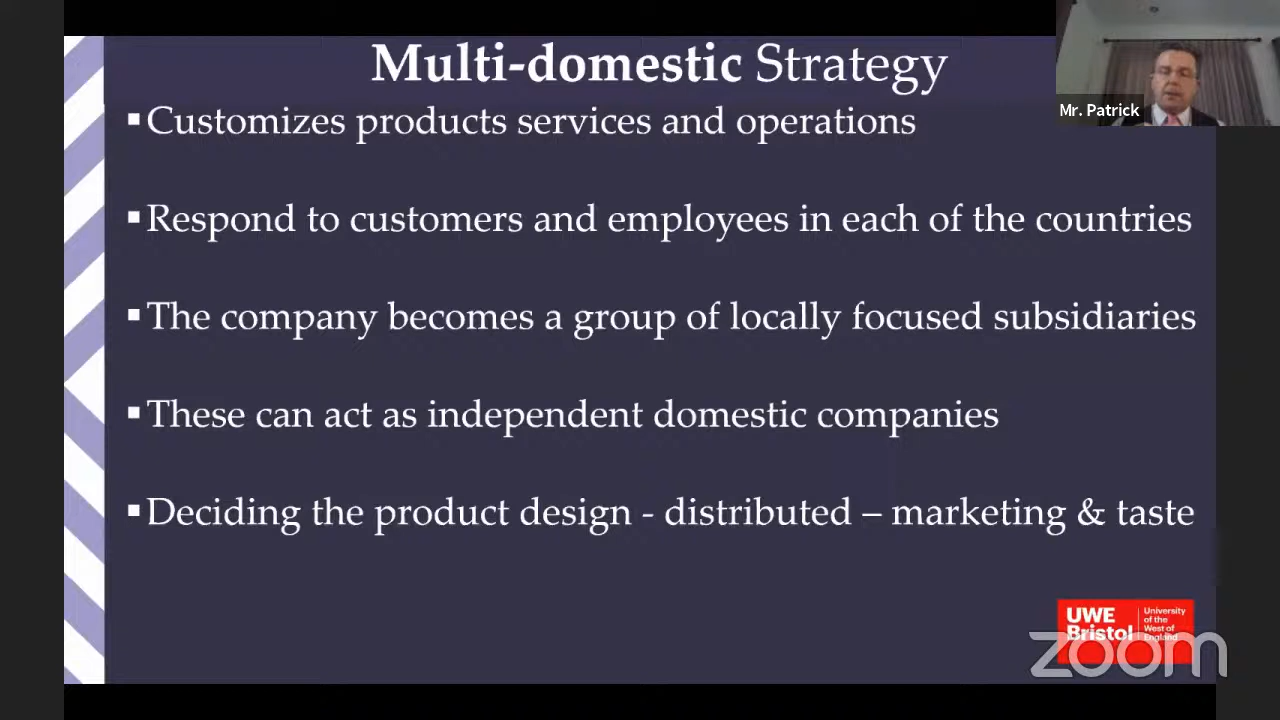 Multi-domestic Strategy
▪Customizes products services and operations
▪Respond to customers and employees in each of the countries
▪The company becomes a group of locally focused subsidiaries
▪These can act as independent domestic companies
▪Deciding the product design - distributed – marketing & taste
Mr. Patrick
UWE
Bristol
University
of the
West of
England
zoom